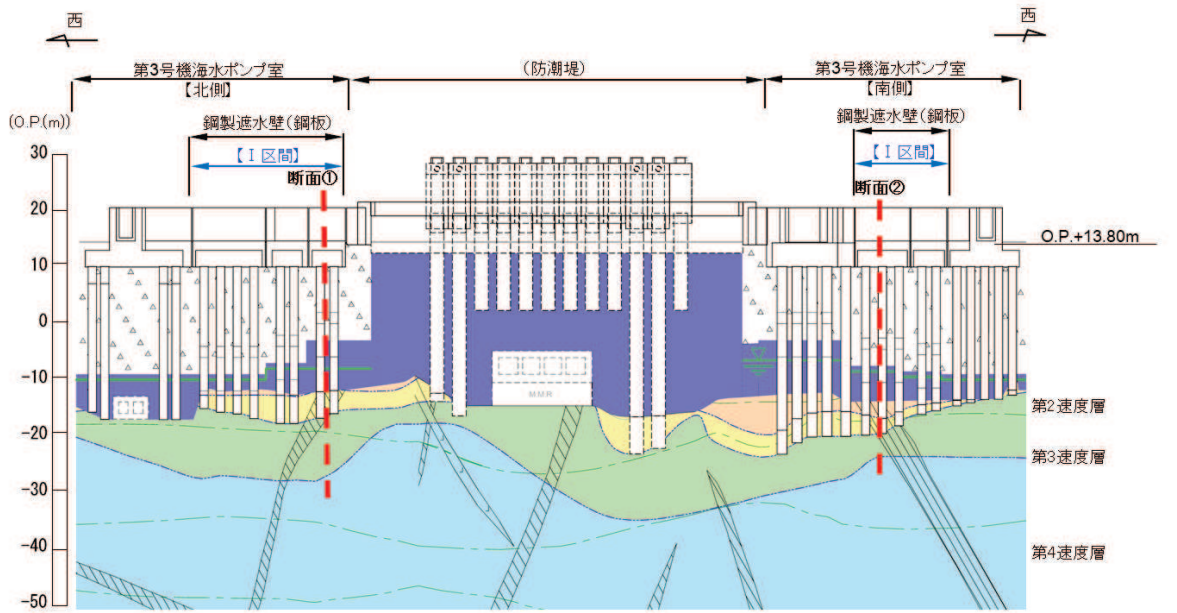 西
西
第3号機海水ポンプ室
【北側】
(防潮堤)
第3号機海水ポンプ室
【南側】
(O.P.(m))
鋼製遮水壁(鋼板)
鋼製遮水壁(鋼板)
【Ⅰ区間】
【Ⅰ区間】
断面①
断面②
30
20
10
0
-10
-20
-30
-40
-50
O.P.+13.80m
MMR
第2速度層
第3速度層
第4速度層